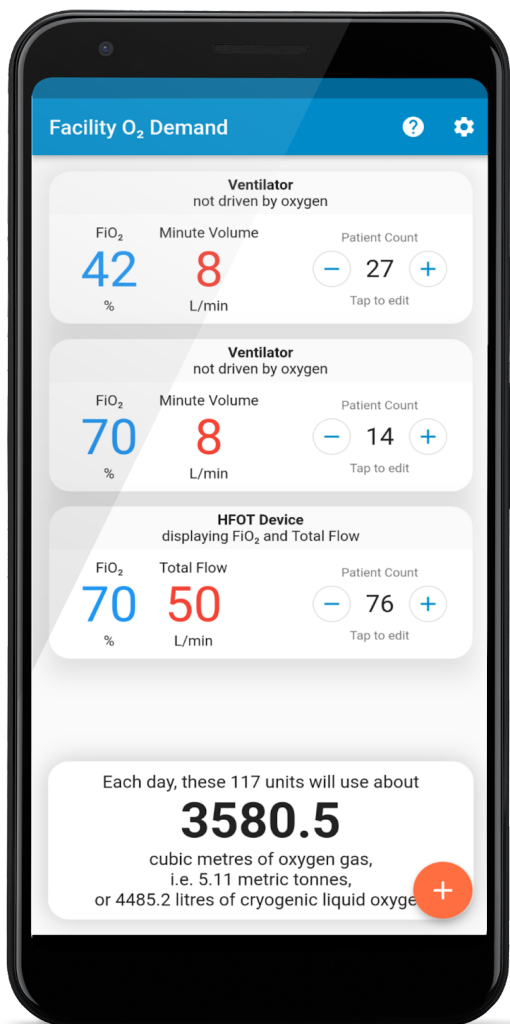 Facility O₂ Demand
Ventilator
not driven by oxygen
FiO₂ Minute Volume Patient Count
42 8 − 27 +
% L/min Tap to edit
Ventilator
not driven by oxygen
FiO₂ Minute Volume Patient Count
70 8 − 14 +
% L/min Tap to edit
HFOT Device
displaying FiO₂ and Total Flow
FiO₂ Total Flow Patient Count
70 50 − 76 +
% L/min Tap to edit
Each day, these 117 units will use about
3580.5
cubic metres of oxygen gas,
i.e. 5.11 metric tonnes,
or 4485.2 litres of cryogenic liquid oxyge